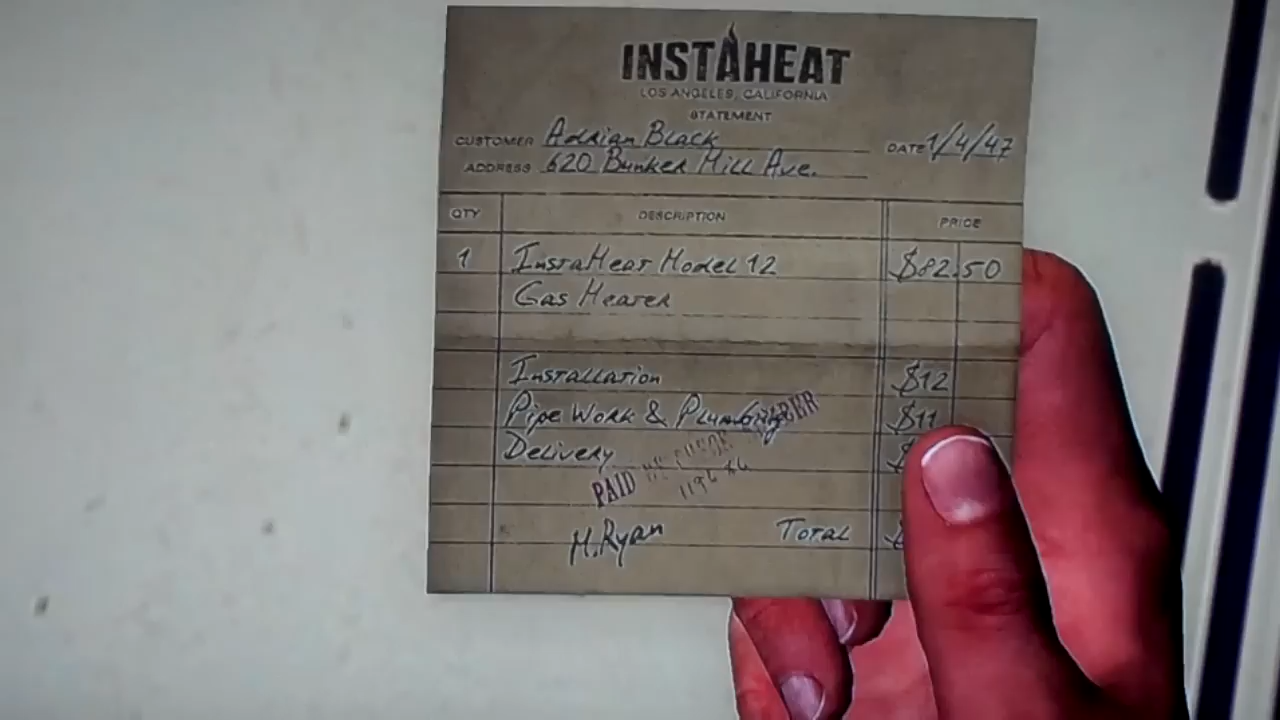 INSTAHEAT
LOS ANGELES, CALIFORNIA
STATEMENT
CUSTOMER Adrian Black DATE 1/4/47
ADDRESS 620 Bunker Hill Ave.
QTY DESCRIPTION PRICE
1 InstaHeat Model 12 $82.50
Gas Heater
Installation $12
Pipe Work & Plumbing $11
Delivery
PAID
M.Ryan Total